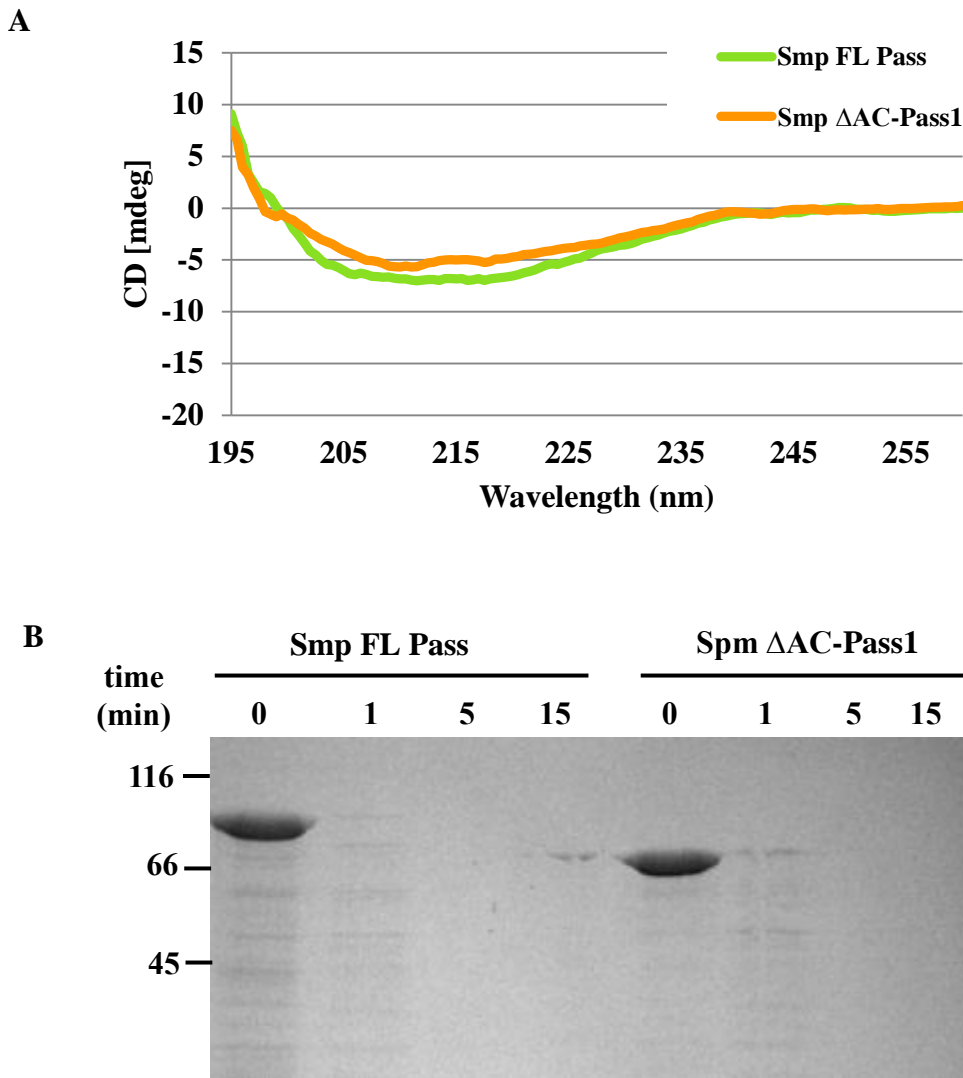 A
Smp FL Pass
Smp ΔAC-Pass1
15
10
5
0
-5
-10
-15
-20
CD [mdeg]
195 205 215 225 235 245 255
Wavelength (nm)
B
Smp FL Pass Spm ΔAC-Pass1
time
(min) 0 1 5 15 0 1 5 15
116
66
45